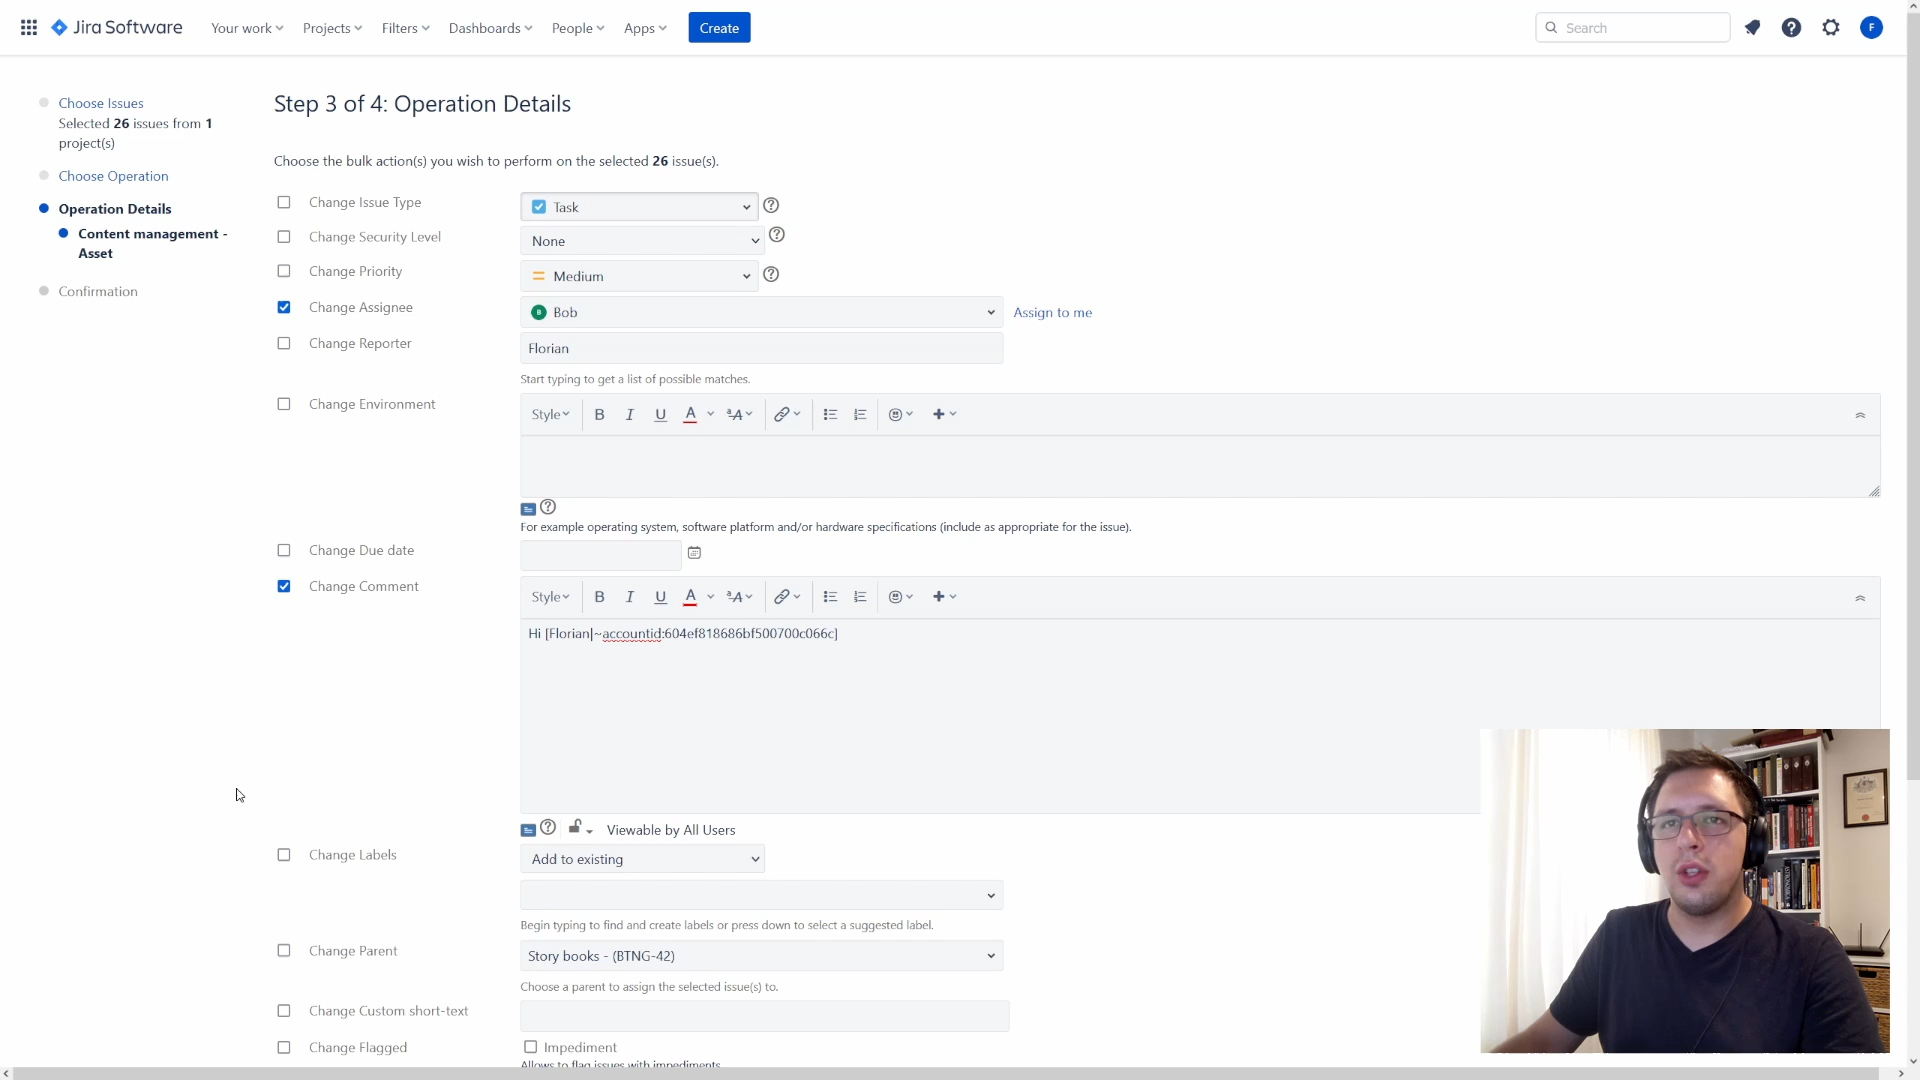 Jira Software
Your work
Projects
Filters
Dashboards
People
Apps
Create
Search
F
Choose Issues
Selected 26 issues from 1
project(s)
Choose Operation
Operation Details
Content management -
Asset
Confirmation
Step 3 of 4: Operation Details
Choose the bulk action(s) you wish to perform on the selected 26 issue(s).
Change Issue Type
Task
Change Security Level
None
Change Priority
Medium
Change Assignee
B
Bob
Assign to me
Change Reporter
Florian
Start typing to get a list of possible matches.
Change Environment
Style
B
I
U
A
ªA
For example operating system, software platform and/or hardware specifications (include as appropriate for the issue).
Change Due date
Change Comment
Style
B
I
U
A
ªA
Hi [Florian|~accountid:604ef818686bf500700c066c]
Viewable by All Users
Change Labels
Add to existing
Begin typing to find and create labels or press down to select a suggested label.
Change Parent
Story books - (BTNG-42)
Choose a parent to assign the selected issue(s) to.
Change Custom short-text
Change Flagged
Impediment
Allows to flag issues with impediments